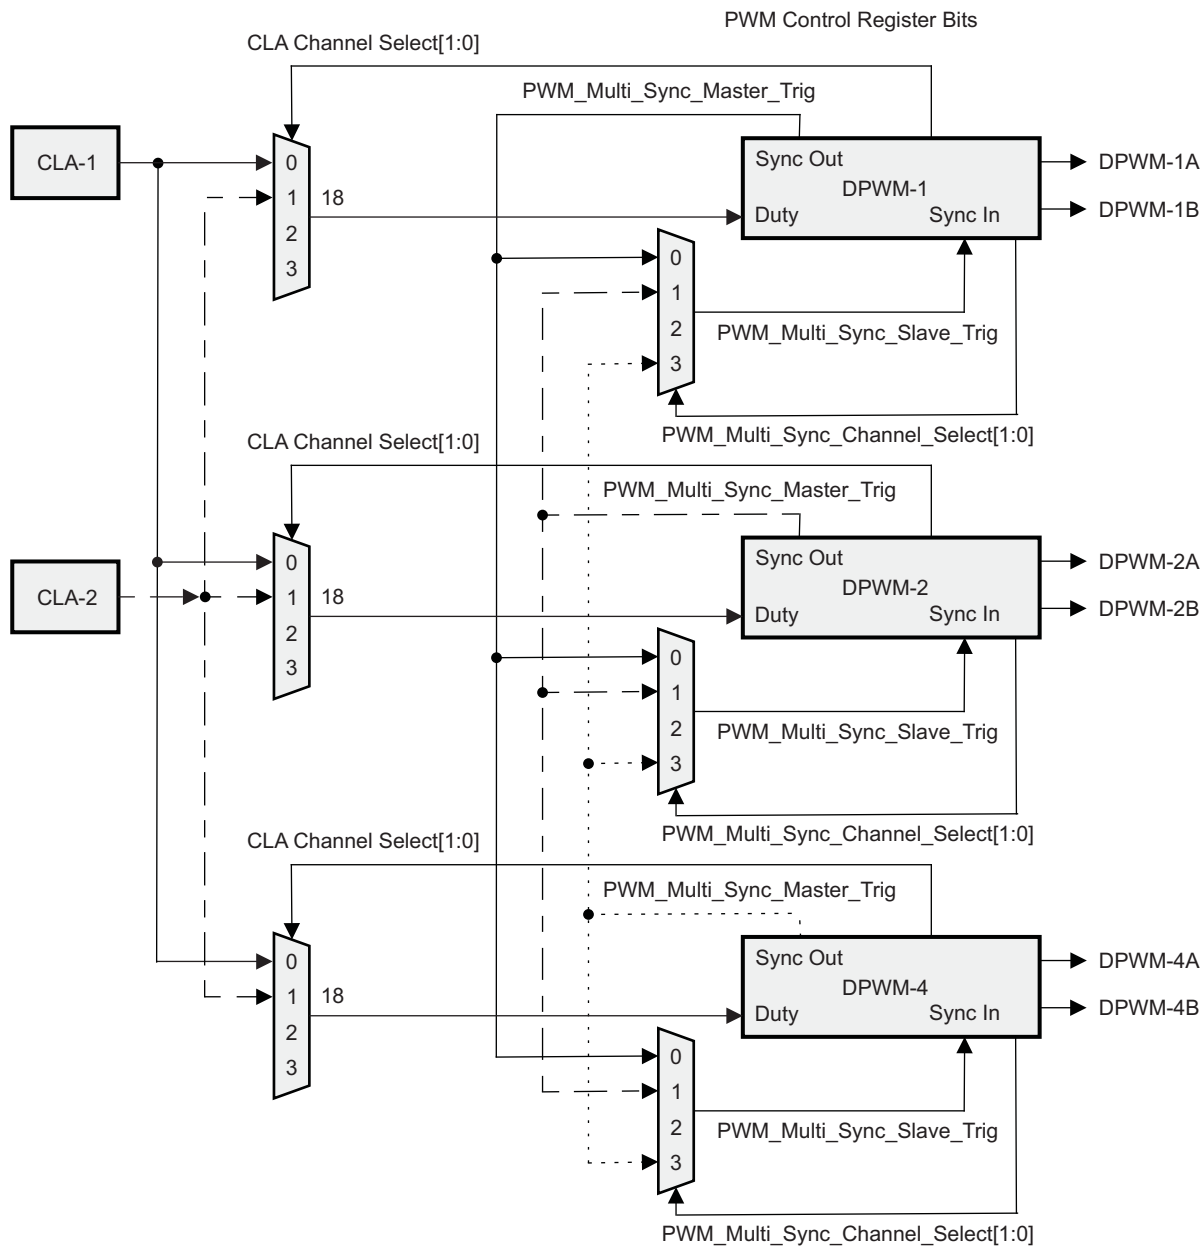 PWM Control Register Bits
CLA Channel Select[1:0]
PWM_Multi_Sync_Master_Trig
CLA-1
0
1
2
3
18
Sync Out
DPWM-1
Duty
Sync In
DPWM-1A
DPWM-1B
0
1
2
3
PWM_Multi_Sync_Slave_Trig
PWM_Multi_Sync_Channel_Select[1:0]
CLA Channel Select[1:0]
PWM_Multi_Sync_Master_Trig
CLA-2
0
1
2
3
18
Sync Out
DPWM-2
Duty
Sync In
DPWM-2A
DPWM-2B
0
1
2
3
PWM_Multi_Sync_Slave_Trig
PWM_Multi_Sync_Channel_Select[1:0]
CLA Channel Select[1:0]
PWM_Multi_Sync_Master_Trig
0
1
2
3
18
Sync Out
DPWM-4
Duty
Sync In
DPWM-4A
DPWM-4B
0
1
2
3
PWM_Multi_Sync_Slave_Trig
PWM_Multi_Sync_Channel_Select[1:0]